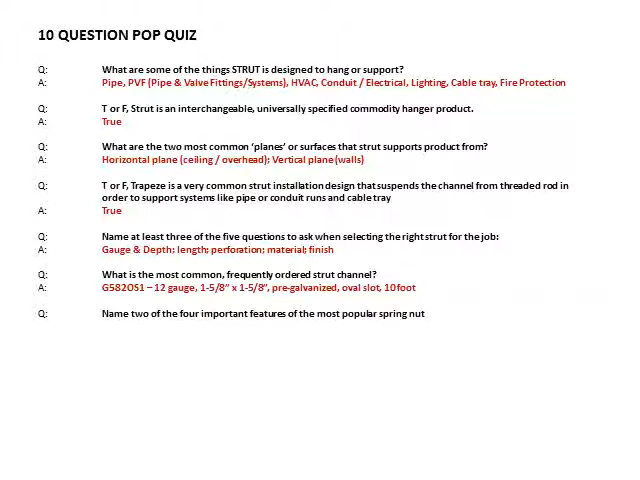 10 QUESTION POP QUIZ
Q: What are some of the things STRUT is designed to hang or support?
A: Pipe, PVF (Pipe & Valve Fittings/Systems), HVAC, Conduit / Electrical, Lighting, Cable tray, Fire Protection
Q: T or F, Strut is an interchangeable, universally specified commodity hanger product.
A: True
Q: What are the two most common ‘planes’ or surfaces that strut supports product from?
A: Horizontal plane (ceiling / overhead); Vertical plane (walls)
Q: T or F, Trapeze is a very common strut installation design that suspends the channel from threaded rod in
order to support systems like pipe or conduit runs and cable tray
A: True
Q: Name at least three of the five questions to ask when selecting the right strut for the job:
A: Gauge & Depth; length; perforation; material; finish
Q: What is the most common, frequently ordered strut channel?
A: G582OS1 – 12 gauge, 1-5/8” x 1-5/8”, pre-galvanized, oval slot, 10 foot
Q: Name two of the four important features of the most popular spring nut